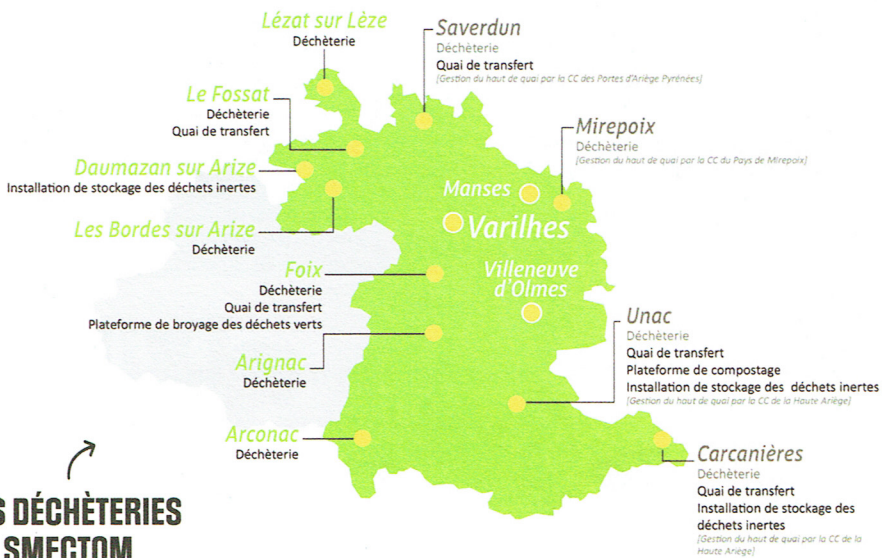 Lézat sur Lèze
Déchèterie
Saverdun
Déchèterie
Quai de transfert
[Gestion du haut de quai par la CC des Portes d'Ariège Pyrénées]
Le Fossat
Déchèterie
Quai de transfert
Mirepoix
Déchèterie
[Gestion du haut de quai par la CC du Pays de Mirepoix]
Daumazan sur Arize
Installation de stockage des déchets inertes
Manses
Varilhes
Les Bordes sur Arize
Déchèterie
Foix
Déchèterie
Quai de transfert
Plateforme de broyage des déchets verts
Villeneuve
d'Olmes
Unac
Déchèterie
Quai de transfert
Plateforme de compostage
Installation de stockage des déchets inertes
[Gestion du haut de quai par la CC de la Haute Ariège]
Arignac
Déchèterie
Arconac
Déchèterie
Carcanières
Déchèterie
Quai de transfert
Installation de stockage des
déchets inertes
[Gestion du haut de quai par la CC de la
Haute Ariège]
S DÉCHÈTERIES
SMECTOM